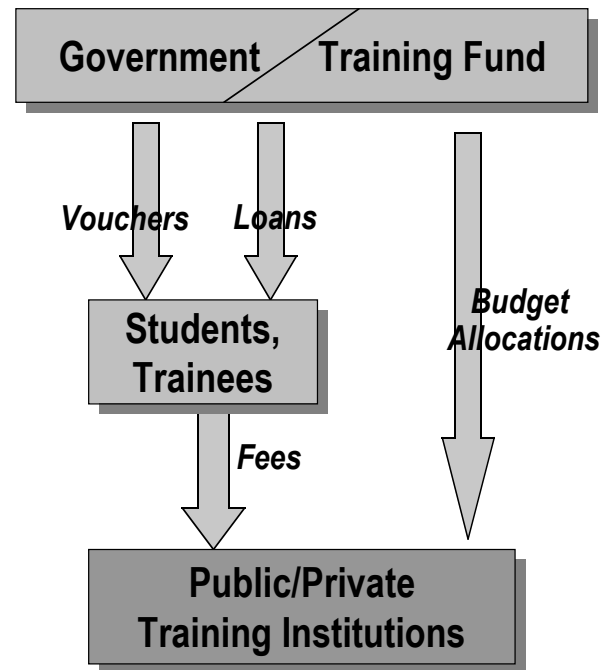 Government Training Fund
Vouchers Loans
Budget
Allocations
Students,
Trainees
Fees
Public/Private
Training Institutions